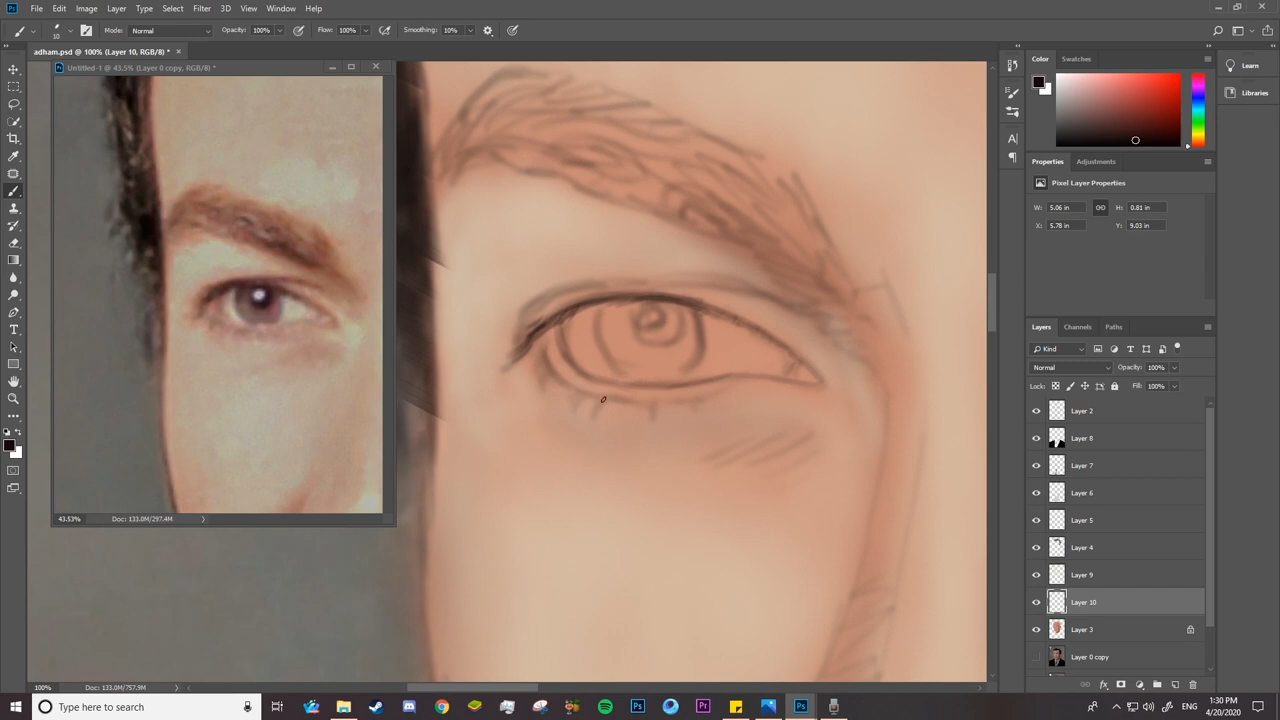 Ps File Edit Image Layer Type Select Filter 3D View Window Help
10 Mode: Normal Opacity: 100% Flow: 100% Smoothing: 10%
adham.psd @ 100% (Layer 10, RGB/8) *
Untitled-1 @ 43.5% (Layer 0 copy, RGB/8) *
43.53% Doc: 133.0M/297.4M
100% Doc: 133.0M/757.9M
Color Swatches
Learn
Libraries
Properties Adjustments
Pixel Layer Properties
W: 5.06 in H: 0.81 in
X: 5.78 in Y: 9.03 in
Layers Channels Paths
Kind
Normal Opacity: 100%
Lock: Fill: 100%
Layer 2
Layer 8
Layer 7
Layer 6
Layer 5
Layer 4
Layer 9
Layer 10
Layer 3
Layer 0 copy
Type here to search
ENG
1:30 PM
4/20/2020